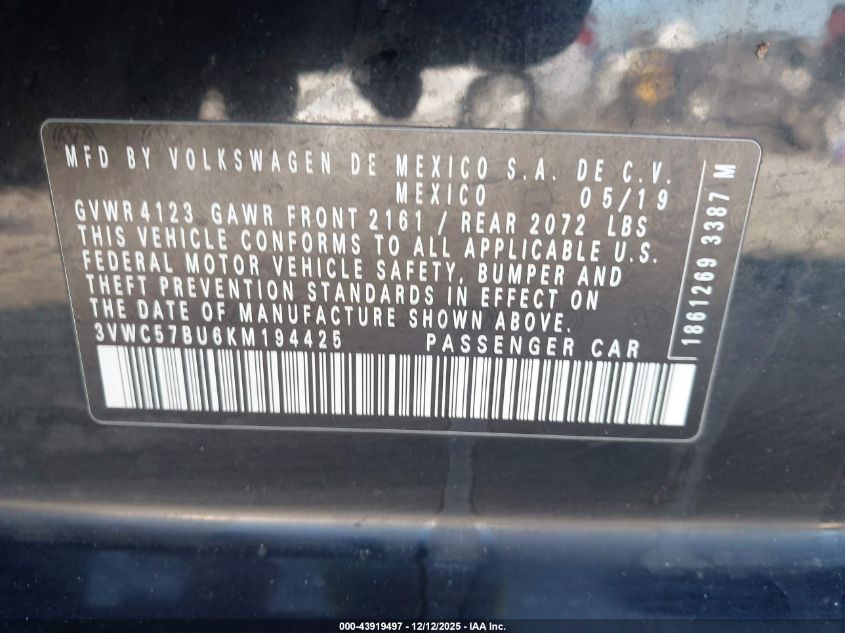 MFD BY VOLKSWAGEN DE MEXICO S.A. DE C.V.
MEXICO 05/19
GVWR 4123 GAWR FRONT 2161 / REAR 2072 LBS
THIS VEHICLE CONFORMS TO ALL APPLICABLE U.S.
FEDERAL MOTOR VEHICLE SAFETY, BUMPER AND
THEFT PREVENTION STANDARDS IN EFFECT ON
THE DATE OF MANUFACTURE SHOWN ABOVE.
3VWC57BU6KM194425 PASSENGER CAR
1861269 3387 M
000-43919497 - 12/12/2025 - IAA Inc.